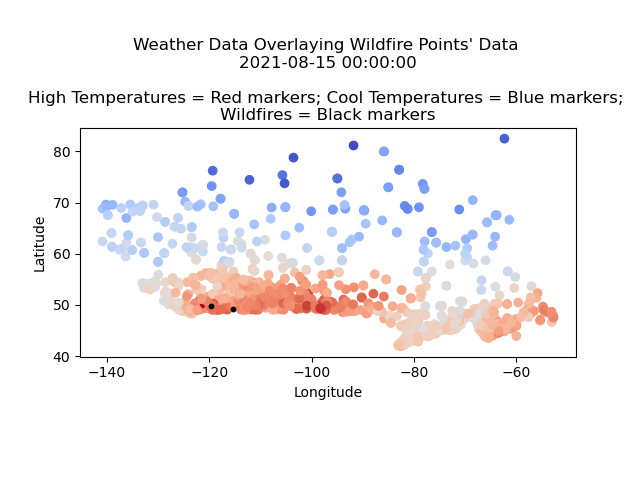 Weather Data Overlaying Wildfire Points' Data
2021-08-15 00:00:00
High Temperatures = Red markers; Cool Temperatures = Blue markers;
Wildfires = Black markers
80
70
60
50
40
Latitude
−140 −120 −100 −80 −60
Longitude